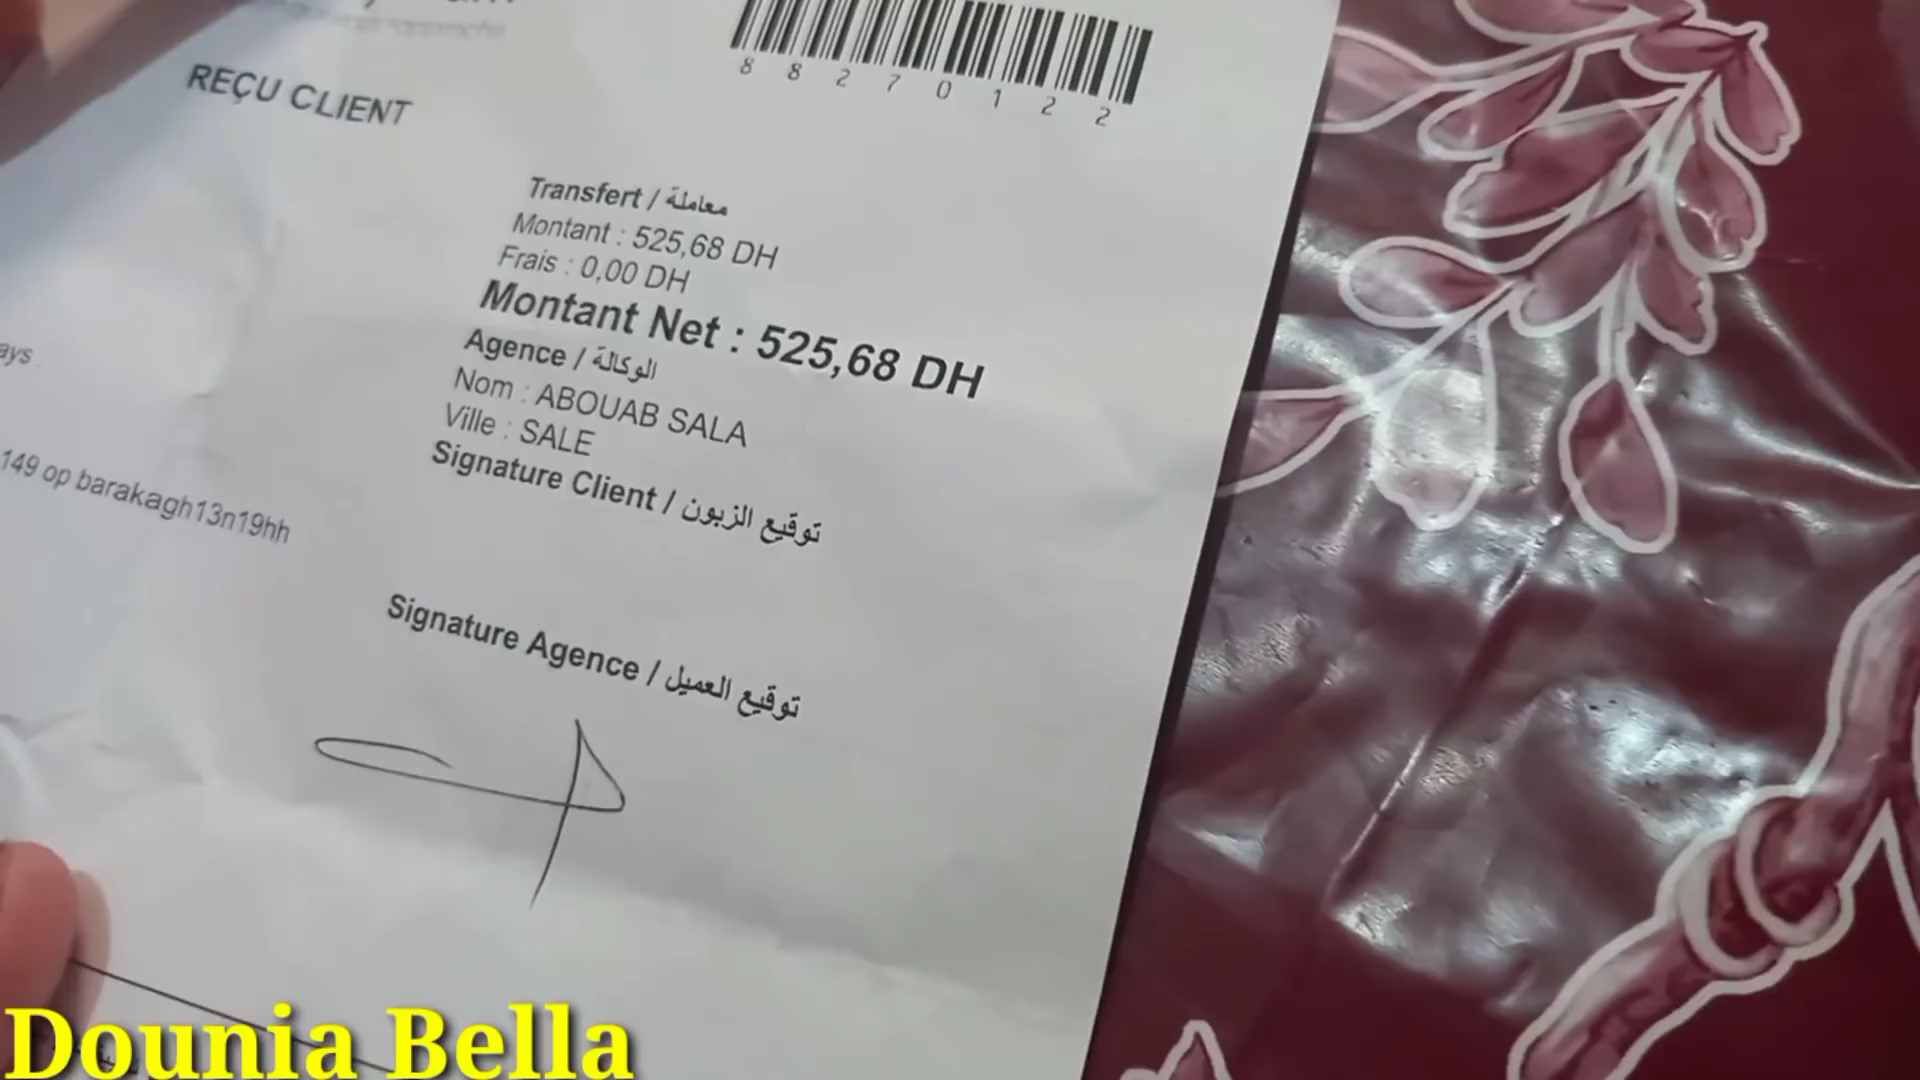 88270122
REÇU CLIENT
Transfert / معاملة
Montant : 525,68 DH
Frais : 0,00 DH
Montant Net : 525,68 DH
Agence / الوكالة
Nom : ABOUAB SALA
Ville : SALE
Signature Client / توقيع الزبون
ays
149 op barakagh13n19hh
Signature Agence / توقيع العميل
Dounia Bella